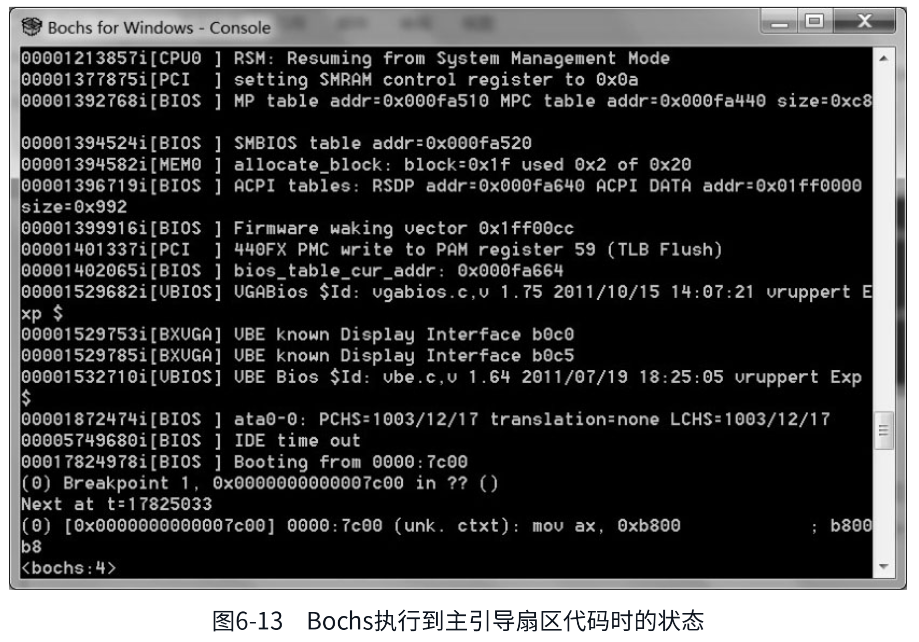 Bochs for Windows - Console
00001213857i[CPU0 ] RSM: Resuming from System Management Mode
00001377875i[PCI  ] setting SMRAM control register to 0x0a
00001392768i[BIOS ] MP table addr=0x000fa510 MPC table addr=0x000fa440 size=0xc8
00001394524i[BIOS ] SMBIOS table addr=0x000fa520
00001394582i[MEM0 ] allocate_block: block=0x1f used 0x2 of 0x20
00001396719i[BIOS ] ACPI tables: RSDP addr=0x000fa640 ACPI DATA addr=0x01ff0000
size=0x992
00001399916i[BIOS ] Firmware waking vector 0x1ff00cc
00001401337i[PCI  ] 440FX PMC write to PAM register 59 (TLB Flush)
00001402065i[BIOS ] bios_table_cur_addr: 0x000fa664
00001529682i[VBIOS] VGABios $Id: vgabios.c,v 1.75 2011/10/15 14:07:21 vruppert E
xp $
00001529753i[BXVGA] VBE known Display Interface b0c0
00001529785i[BXVGA] VBE known Display Interface b0c5
00001532710i[VBIOS] VBE Bios $Id: vbe.c,v 1.64 2011/07/19 18:25:05 vruppert Exp
$
00001872474i[BIOS ] ata0-0: PCHS=1003/12/17 translation=none LCHS=1003/12/17
00005749680i[BIOS ] IDE time out
00017824978i[BIOS ] Booting from 0000:7c00
(0) Breakpoint 1, 0x0000000000007c00 in ?? ()
Next at t=17825033
(0) [0x0000000000007c00] 0000:7c00 (unk. ctxt): mov ax, 0xb800            ; b800
b8
<bochs:4>
图6-13 Bochs执行到主引导扇区代码时的状态